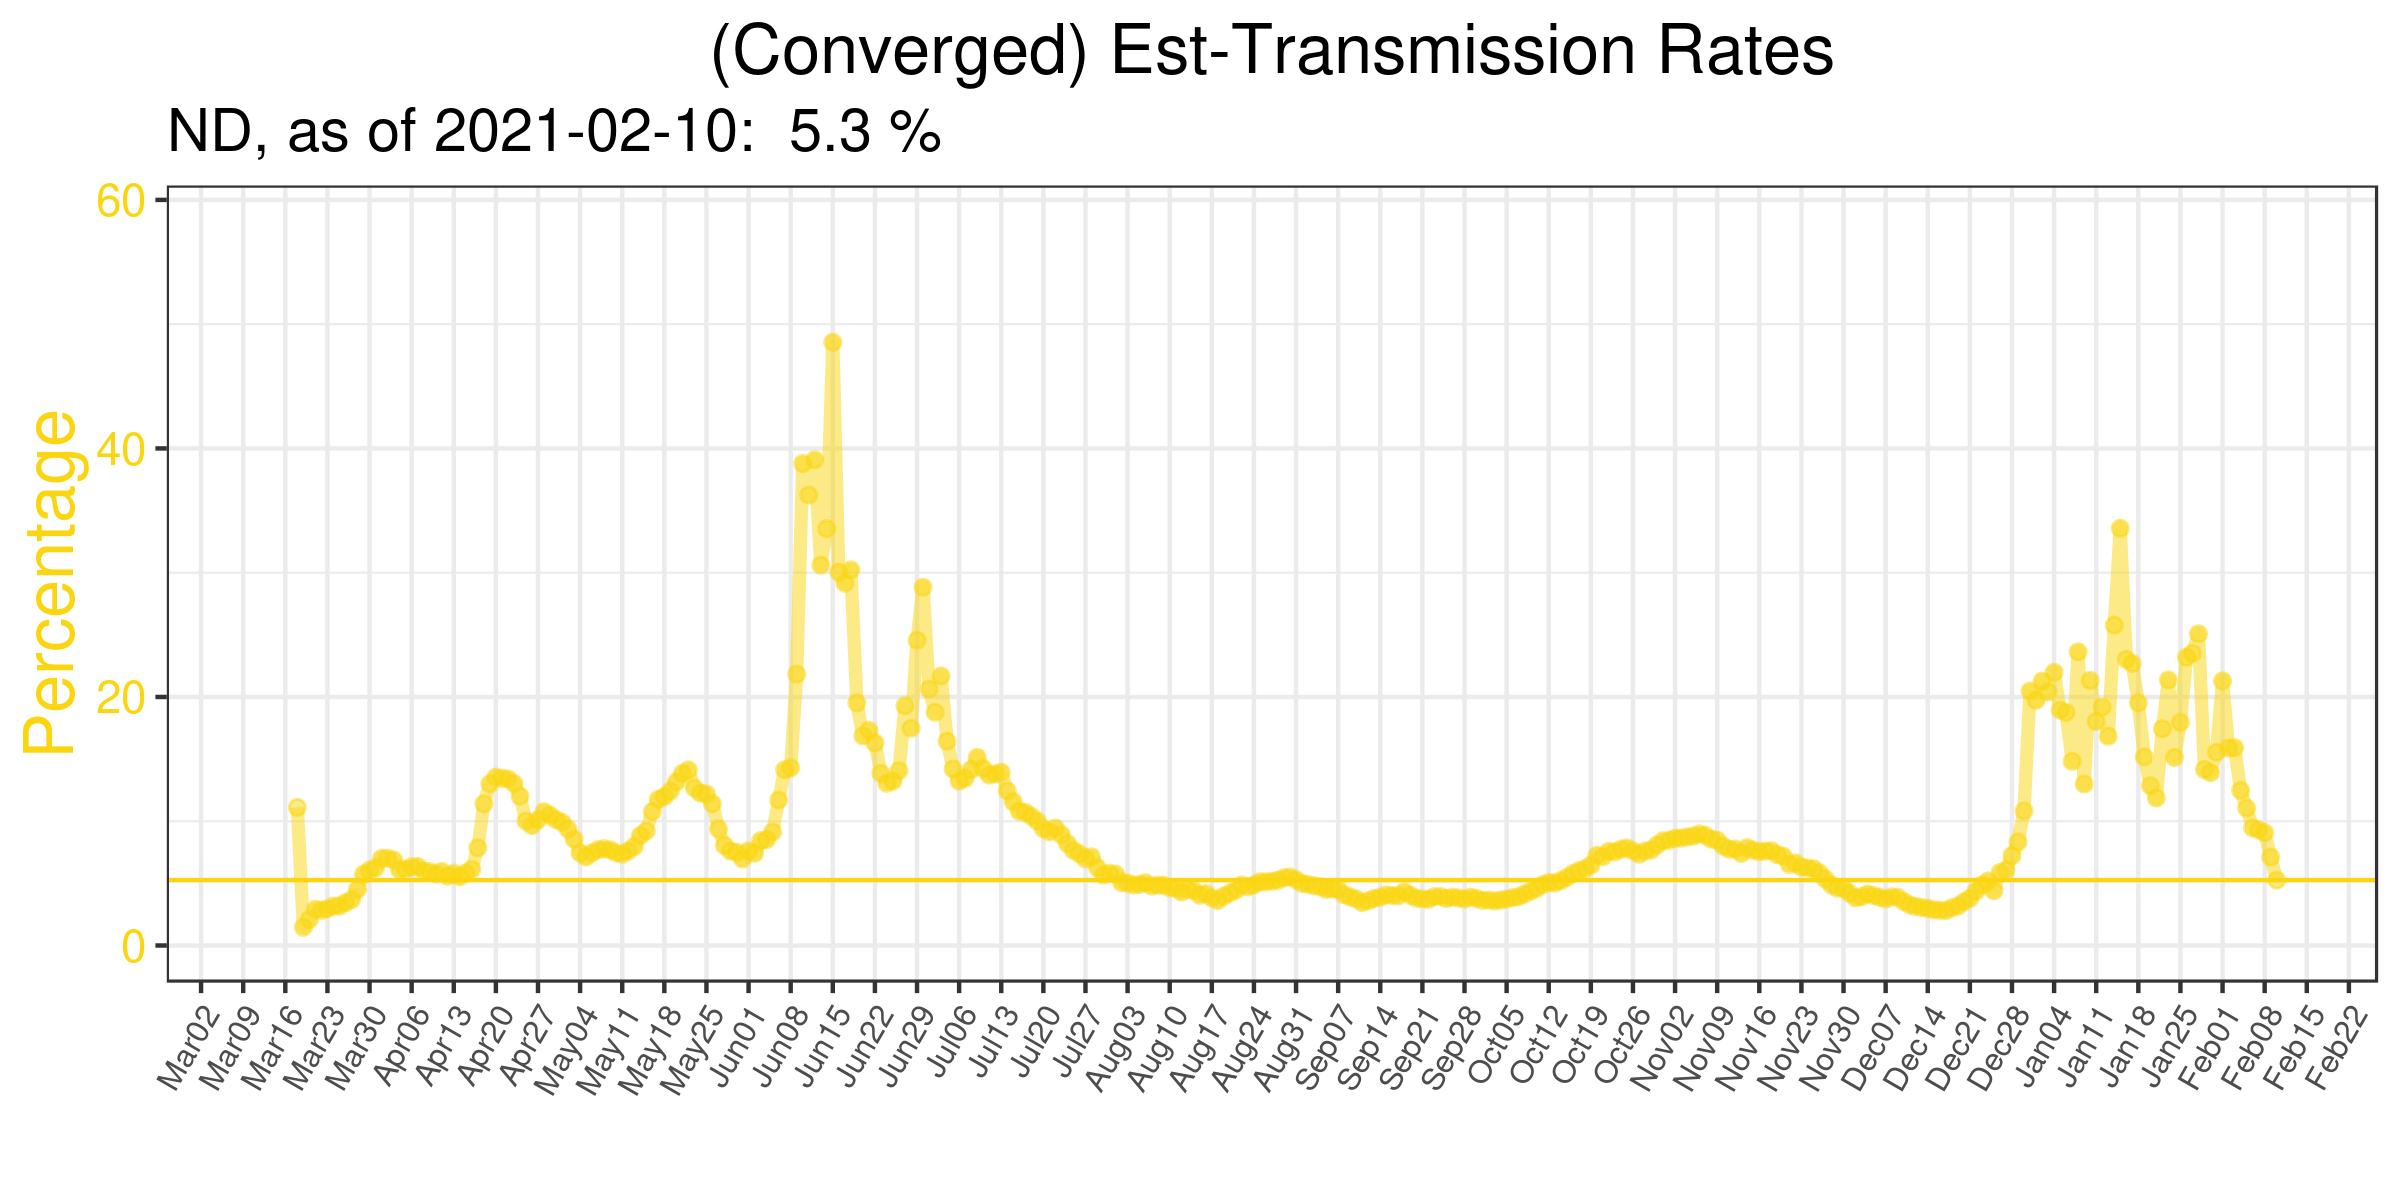 (Converged) Est-Transmission Rates
ND, as of 2021-02-10:  5.3 %
Percentage
60
40
20
0
Mar02
Mar09
Mar16
Mar23
Mar30
Apr06
Apr13
Apr20
Apr27
May04
May11
May18
May25
Jun01
Jun08
Jun15
Jun22
Jun29
Jul06
Jul13
Jul20
Jul27
Aug03
Aug10
Aug17
Aug24
Aug31
Sep07
Sep14
Sep21
Sep28
Oct05
Oct12
Oct19
Oct26
Nov02
Nov09
Nov16
Nov23
Nov30
Dec07
Dec14
Dec21
Dec28
Jan04
Jan11
Jan18
Jan25
Feb01
Feb08
Feb15
Feb22